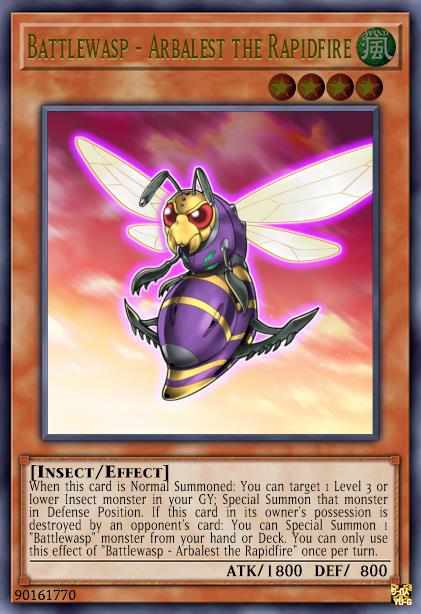 Battlewasp - Arbalest the Rapidfire
WIND
風
[Insect/Effect]
When this card is Normal Summoned: You can target 1 Level 3 or
lower Insect monster in your GY; Special Summon that monster
in Defense Position. If this card in its owner's possession is
destroyed by an opponent's card: You can Special Summon 1
"Battlewasp" monster from your hand or Deck. You can only use
this effect of "Battlewasp - Arbalest the Rapidfire" once per turn.
ATK/1800 DEF/ 800
90161770